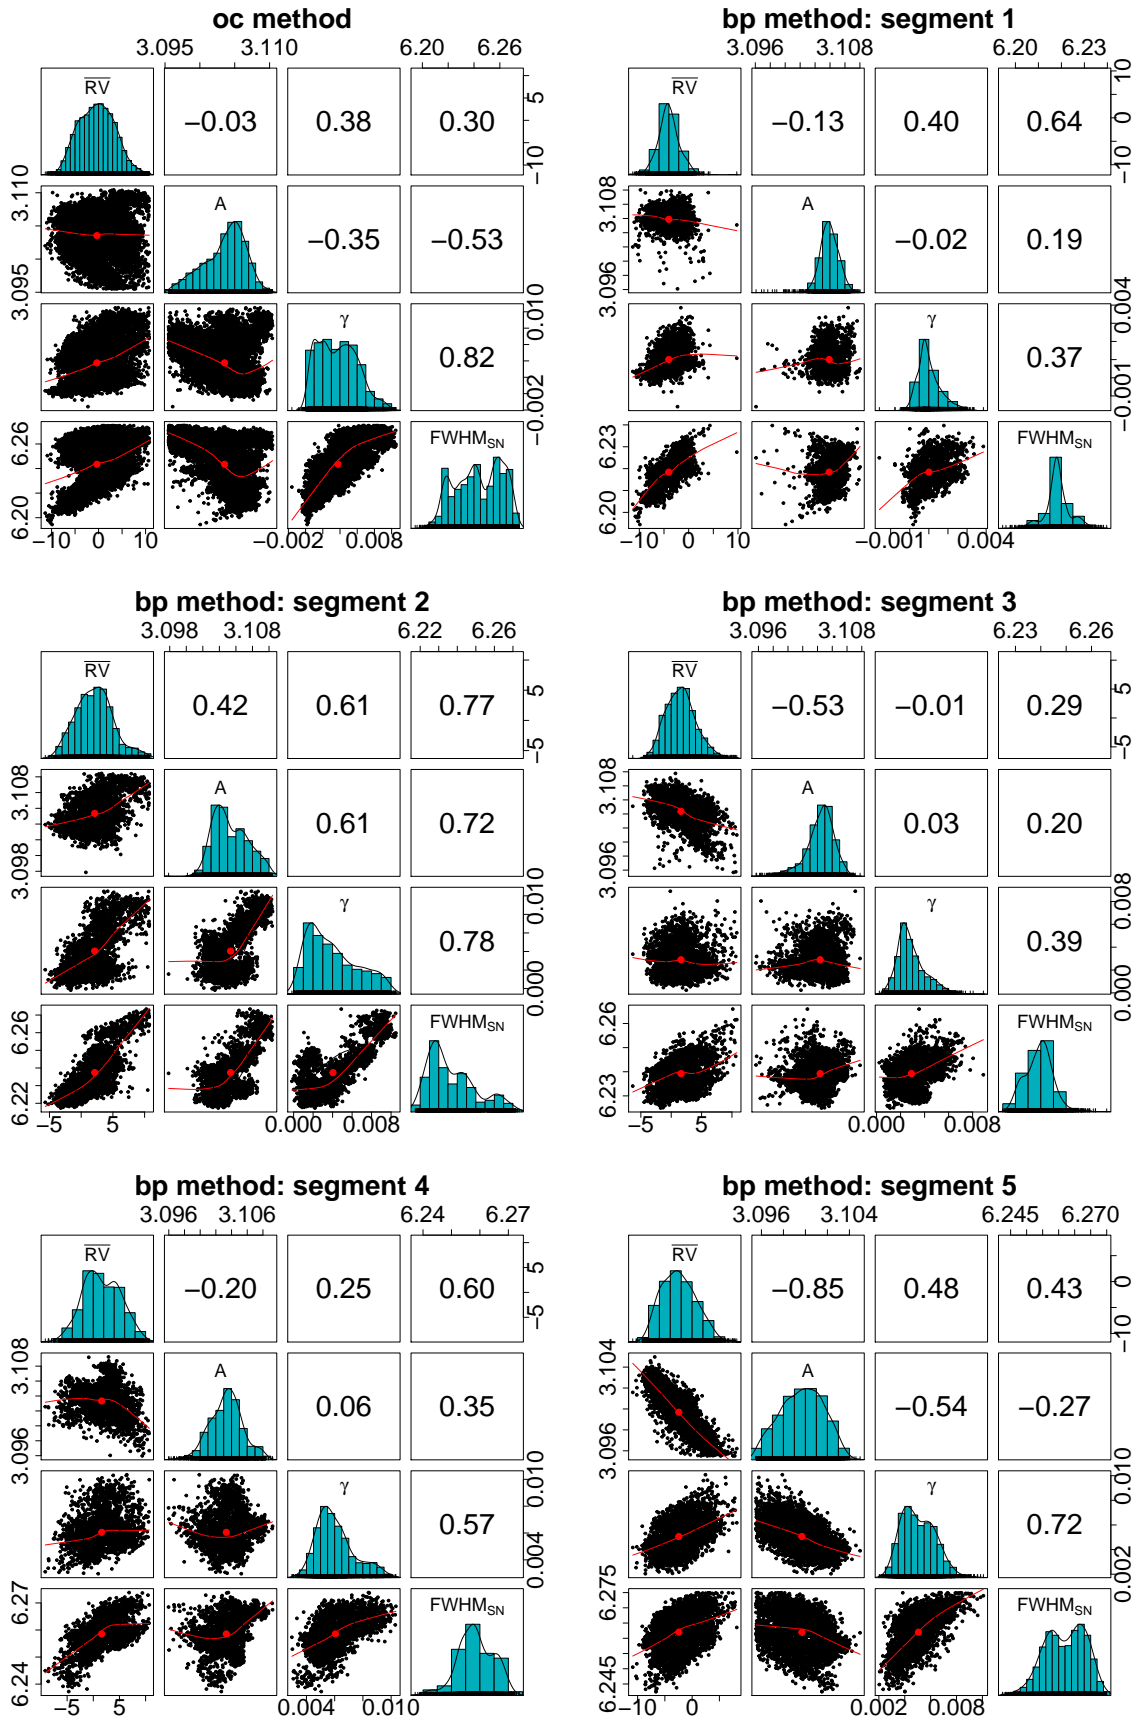 oc method
3.095 3.110 6.20 6.26
RV
−0.03 0.38 0.30
−10 5
3.095 3.110
A
−0.35 −0.53
γ
0.82
−0.002 0.010
6.20 6.26
FWHM_SN
−10 0 10 −0.002 0.008
bp method: segment 1
3.096 3.108 6.20 6.23
RV
−0.13 0.40 0.64
−10 0 10
3.096 3.108
A
−0.02 0.19
γ
0.37
−0.001 0.004
6.20 6.23
FWHM_SN
−10 0 10 −0.001 0.004
bp method: segment 2
3.098 3.108 6.22 6.26
RV
0.42 0.61 0.77
−5 5
3.098 3.108
A
0.61 0.72
γ
0.78
0.000 0.010
6.22 6.26
FWHM_SN
−5 5 0.000 0.008
bp method: segment 3
3.096 3.108 6.23 6.26
RV
−0.53 −0.01 0.29
−5 5
3.096 3.108
A
0.03 0.20
γ
0.39
0.000 0.008
6.23 6.26
FWHM_SN
−5 5 0.000 0.008
bp method: segment 4
3.096 3.106 6.24 6.27
RV
−0.20 0.25 0.60
−5 5
3.096 3.108
A
0.06 0.35
γ
0.57
0.004 0.010
6.24 6.27
FWHM_SN
−5 5 0.004 0.010
bp method: segment 5
3.096 3.104 6.245 6.270
RV
−0.85 0.48 0.43
−10 0
3.096 3.104
A
−0.54 −0.27
γ
0.72
0.002 0.010
6.245 6.275
FWHM_SN
−10 0 0.002 0.008